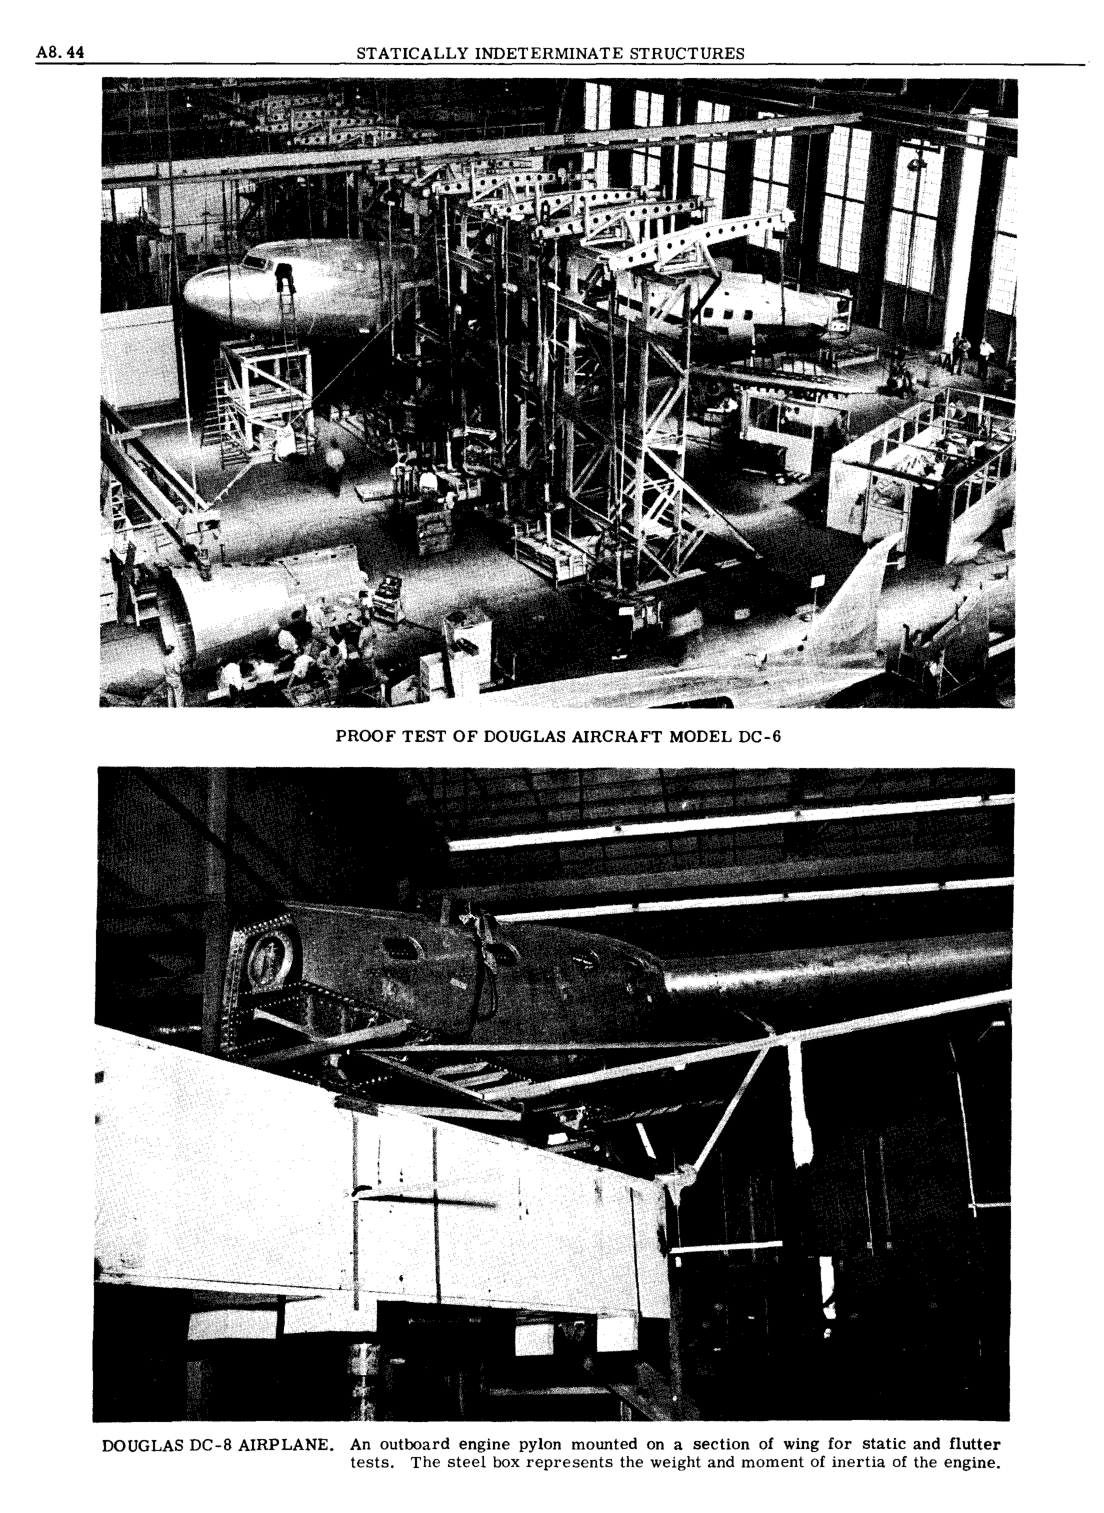 A8. 44
STATICALLY INDETERMINATE STRUCTURES
PROOF TEST OF DOUGLAS AIRCRAFT MODEL DC-6
DOUGLAS DC-8 AIRPLANE. An outboard engine pylon mounted on a section of wing for static and flutter
tests. The steel box represents the weight and moment of inertia of the engine.